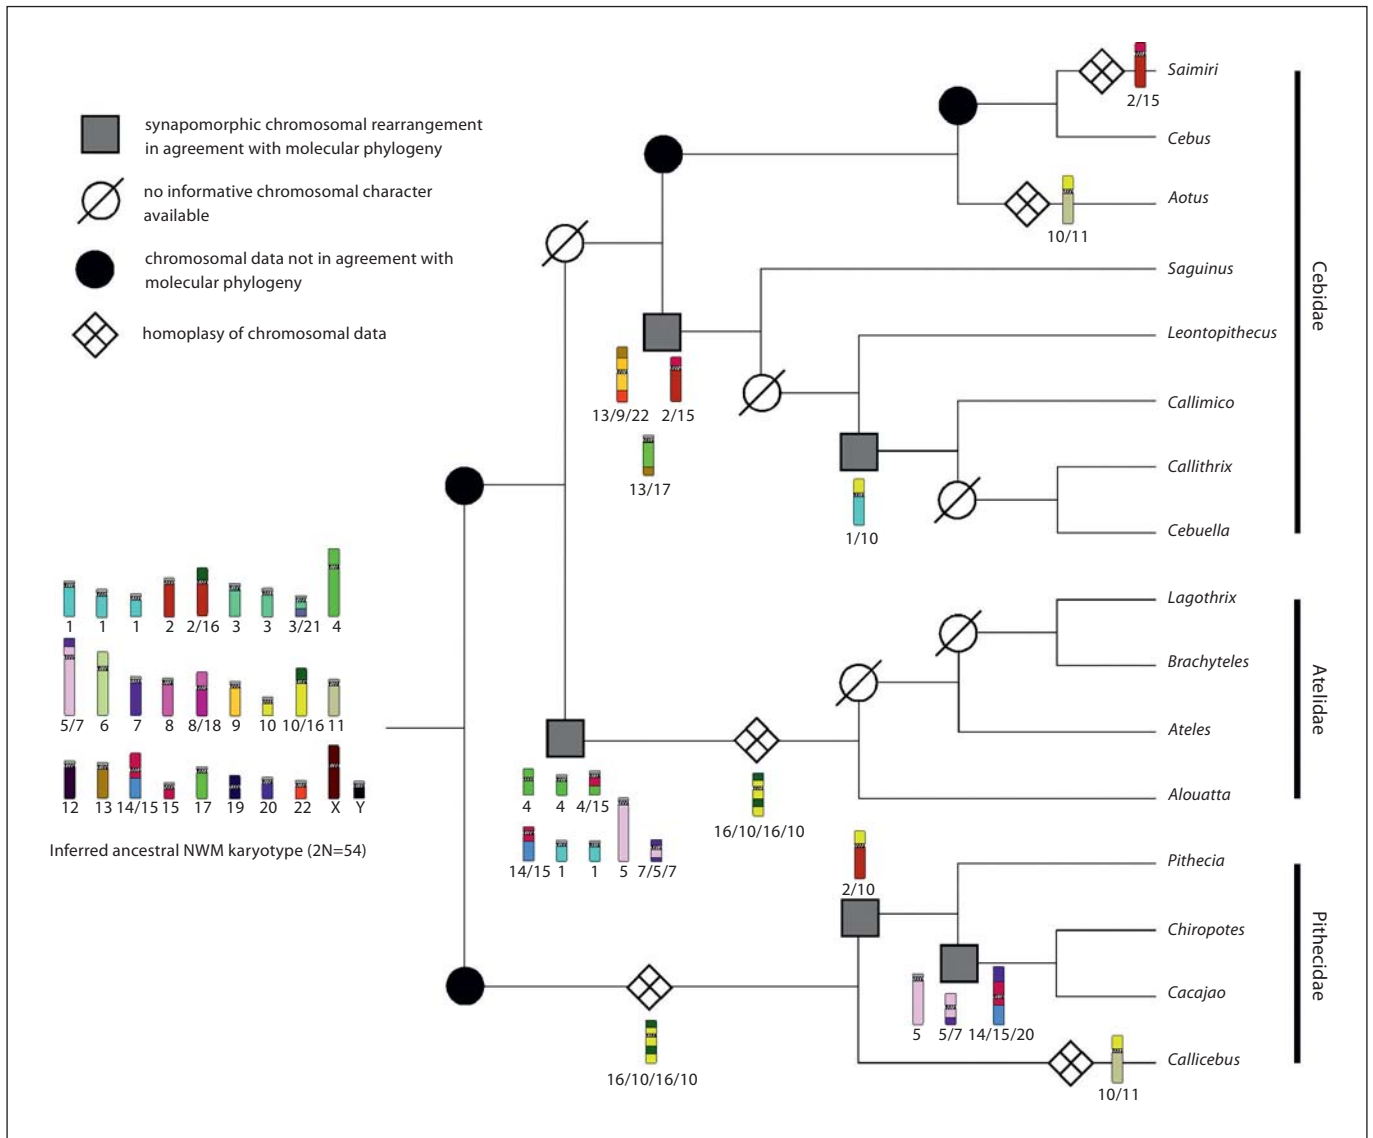 synapomorphic chromosomal rearrangement
in agreement with molecular phylogeny
no informative chromosomal character
available
chromosomal data not in agreement with
molecular phylogeny
homoplasy of chromosomal data
Saimiri
2/15
Cebus
Aotus
10/11
Saguinus
Leontopithecus
13/9/22 2/15
13/17
Callimico
Callithrix
1/10
Cebuella
Cebidae
1 1 1 2 2/16 3 3 3/21 4
5/7 6 7 8 8/18 9 10 10/16 11
12 13 14/15 15 17 19 20 22 X Y
Inferred ancestral NWM karyotype (2N=54)
Lagothrix
Brachyteles
Ateles
Alouatta
Atelidae
4 4 4/15
14/15 1 1 5 7/5/7
16/10/16/10
2/10
Pithecia
Chiropotes
Cacajao
5 5/7 14/15/20
Callicebus
10/11
16/10/16/10
Pithecidae